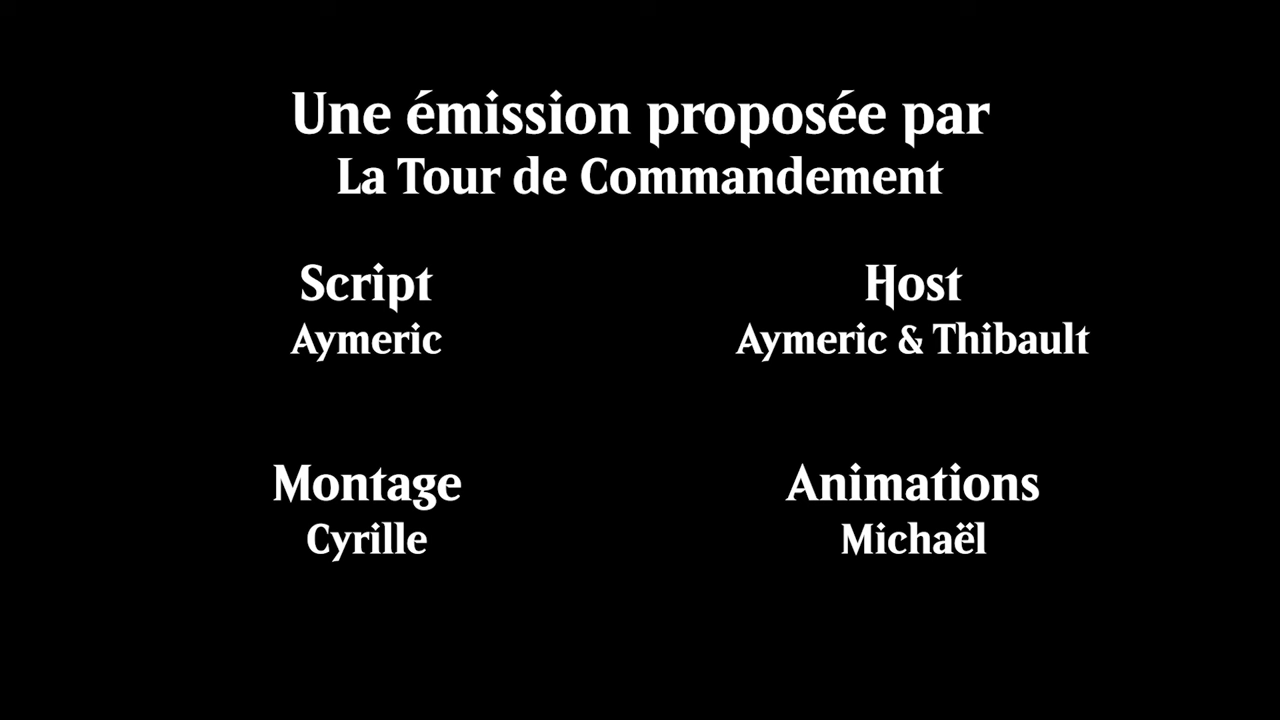 Une émission proposée par
La Tour de Commandement
Script
Aymeric
Host
Aymeric & Thibault
Montage
Cyrille
Animations
Michaël